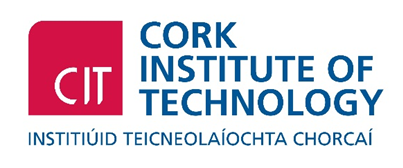 CIT
CORK
INSTITUTE OF
TECHNOLOGY
INSTITIÚID TEICNEOLAÍOCHTA CHORCAÍ